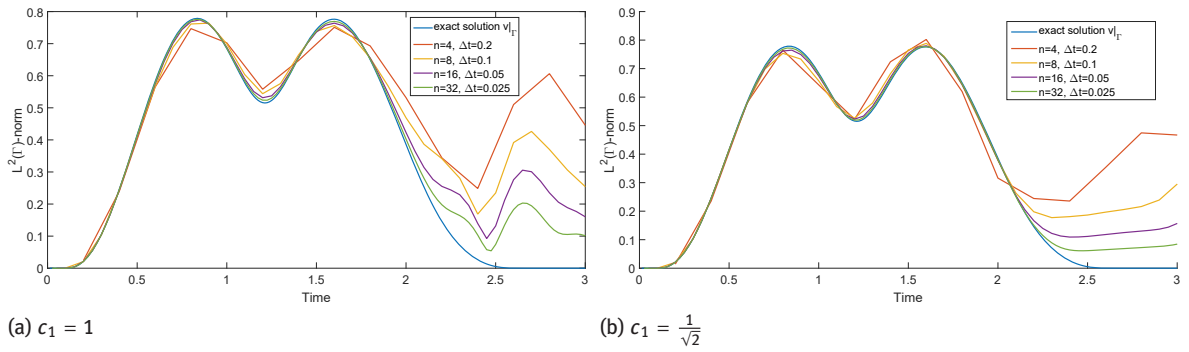 0.8
0.7
0.6
0.5
0.4
0.3
0.2
0.1
0
L²(Γ)-norm
0 0.5 1 1.5 2 2.5 3
Time
exact solution v|_Γ
n=4, Δt=0.2
n=8, Δt=0.1
n=16, Δt=0.05
n=32, Δt=0.025
(a) c₁ = 1
0.9
0.8
0.7
0.6
0.5
0.4
0.3
0.2
0.1
0
L²(Γ)-norm
0 0.5 1 1.5 2 2.5 3
Time
exact solution v|_Γ
n=4, Δt=0.2
n=8, Δt=0.1
n=16, Δt=0.05
n=32, Δt=0.025
(b) c₁ = 1/√2